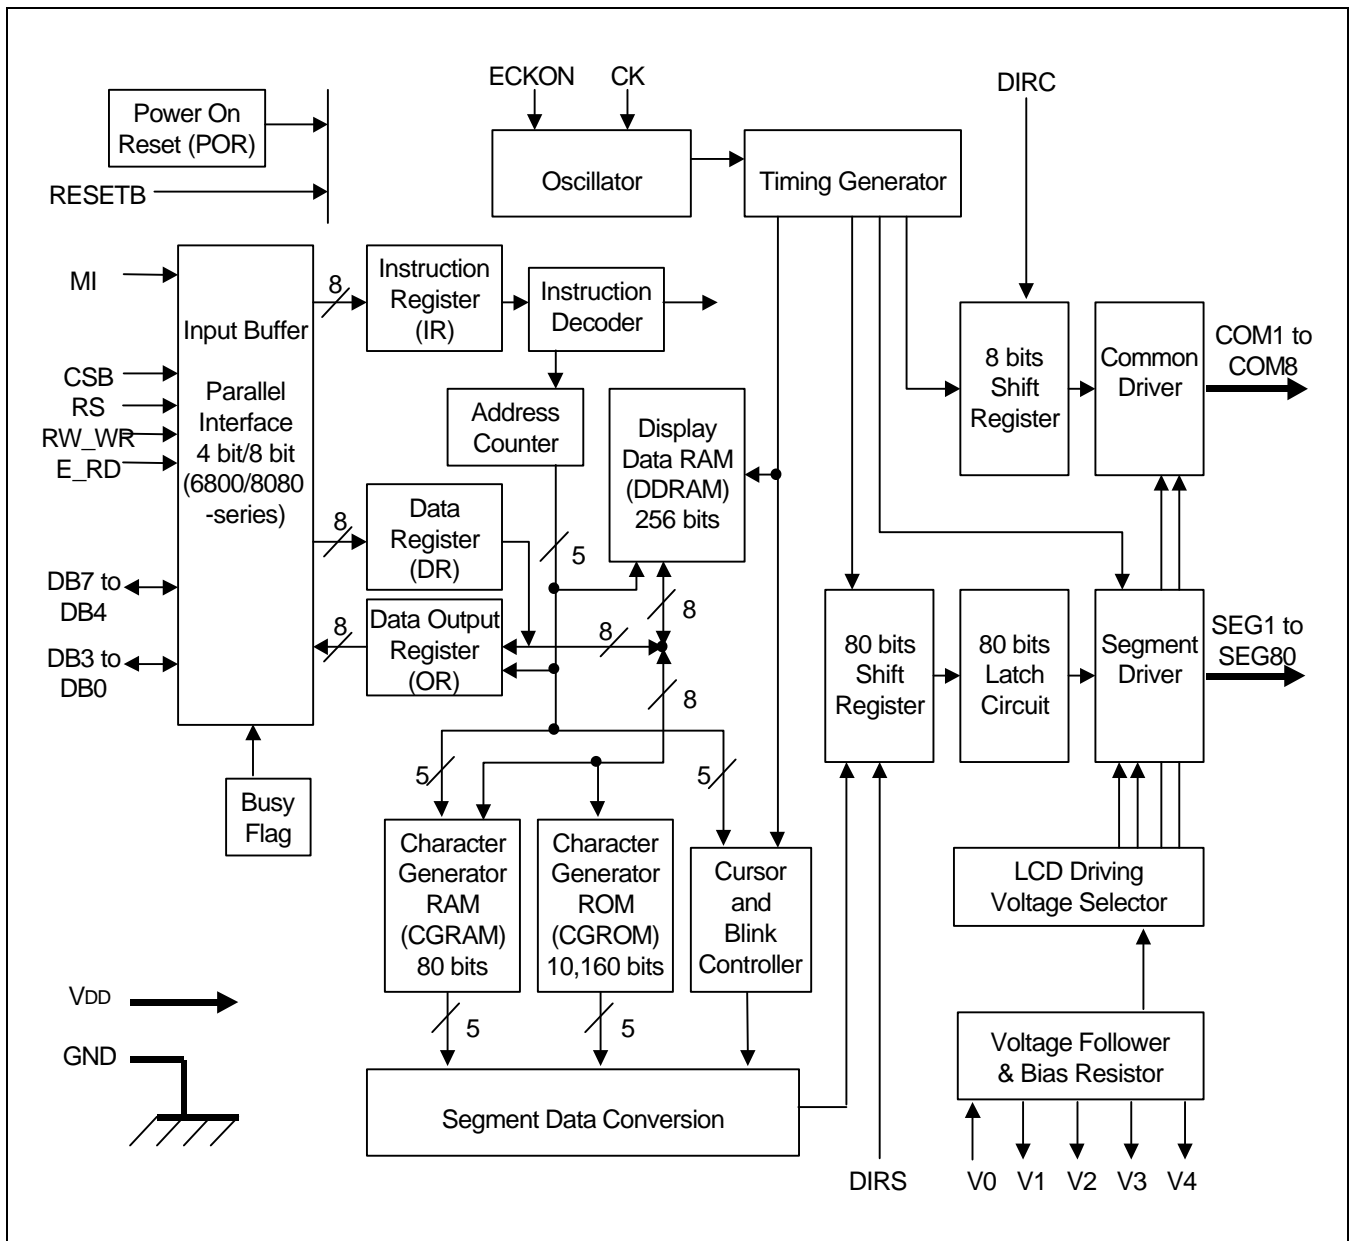 ECKON
CK
DIRC
Power On
Reset (POR)
Oscillator
Timing Generator
RESETB
MI
CSB
RS
RW_WR
E_RD
DB7 to
DB4
DB3 to
DB0
Input Buffer
Parallel
Interface
4 bit/8 bit
(6800/8080
-series)
8
Instruction
Register
(IR)
Instruction
Decoder
Address
Counter
Display
Data RAM
(DDRAM)
256 bits
8 bits
Shift
Register
Common
Driver
COM1 to
COM8
8
Data
Register
(DR)
5
8
Data Output
Register
(OR)
8
8
8
80 bits
Shift
Register
80 bits
Latch
Circuit
Segment
Driver
SEG1 to
SEG80
Busy
Flag
5
5
Character
Generator
RAM
(CGRAM)
80 bits
Character
Generator
ROM
(CGROM)
10,160 bits
Cursor
and
Blink
Controller
LCD Driving
Voltage Selector
VDD
GND
5
5
Voltage Follower
& Bias Resistor
Segment Data Conversion
DIRS
V0
V1
V2
V3
V4